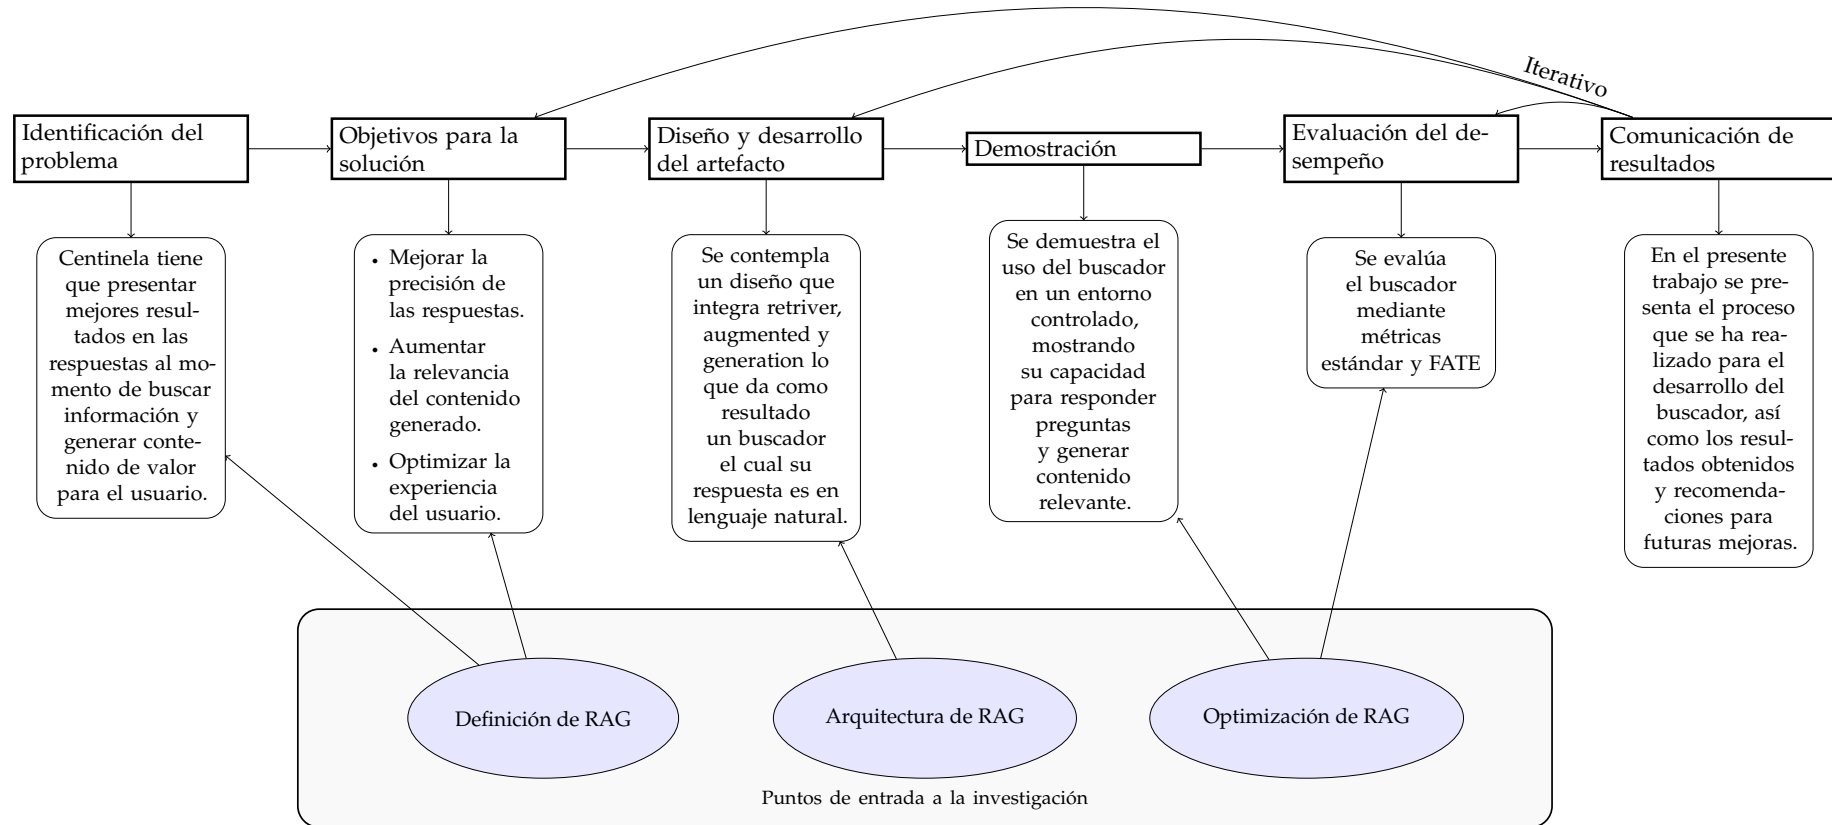 Iterativo
Identificación del
problema
Objetivos para la
solución
Diseño y desarrollo
del artefacto
Demostración
Evaluación del de-
sempeño
Comunicación de
resultados
Centinela tiene
que presentar
mejores resul-
tados en las
respuestas al mo-
mento de buscar
información y
generar conte-
nido de valor
para el usuario.
• Mejorar la
precisión de
las respuestas.
• Aumentar
la relevancia
del contenido
generado.
• Optimizar la
experiencia
del usuario.
Se contempla
un diseño que
integra retriver,
augmented y
generation lo
que da como
resultado
un buscador
el cual su
respuesta es en
lenguaje natural.
Se demuestra el
uso del buscador
en un entorno
controlado,
mostrando
su capacidad
para responder
preguntas
y generar
contenido
relevante.
Se evalúa
el buscador
mediante
métricas
estándar y FATE
En el presente
trabajo se pre-
senta el proceso
que se ha rea-
lizado para el
desarrollo del
buscador, así
como los resul-
tados obtenidos
y recomenda-
ciones para
futuras mejoras.
Definición de RAG
Arquitectura de RAG
Optimización de RAG
Puntos de entrada a la investigación